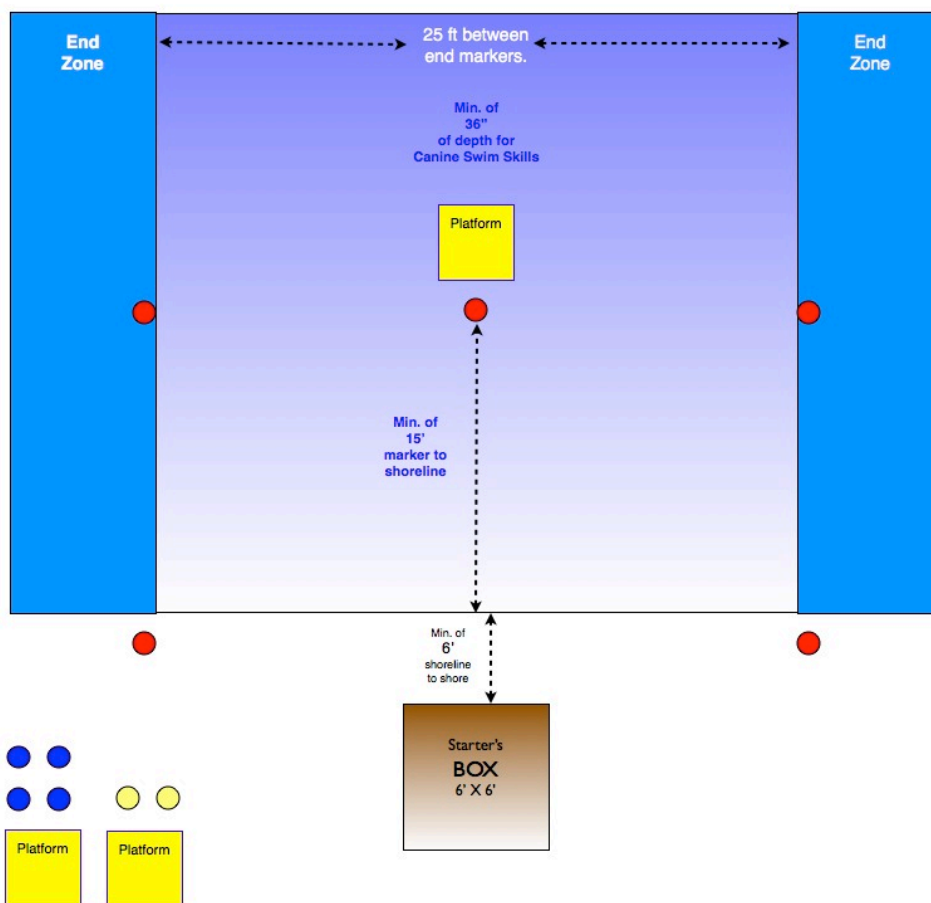 End
Zone
25 ft between
end markers.
End
Zone
Min. of
36"
of depth for
Canine Swim Skills
Platform
Min. of
15'
marker to
shoreline
Min. of
6'
shoreline
to shore
Starter's
BOX
6' X 6'
Platform
Platform